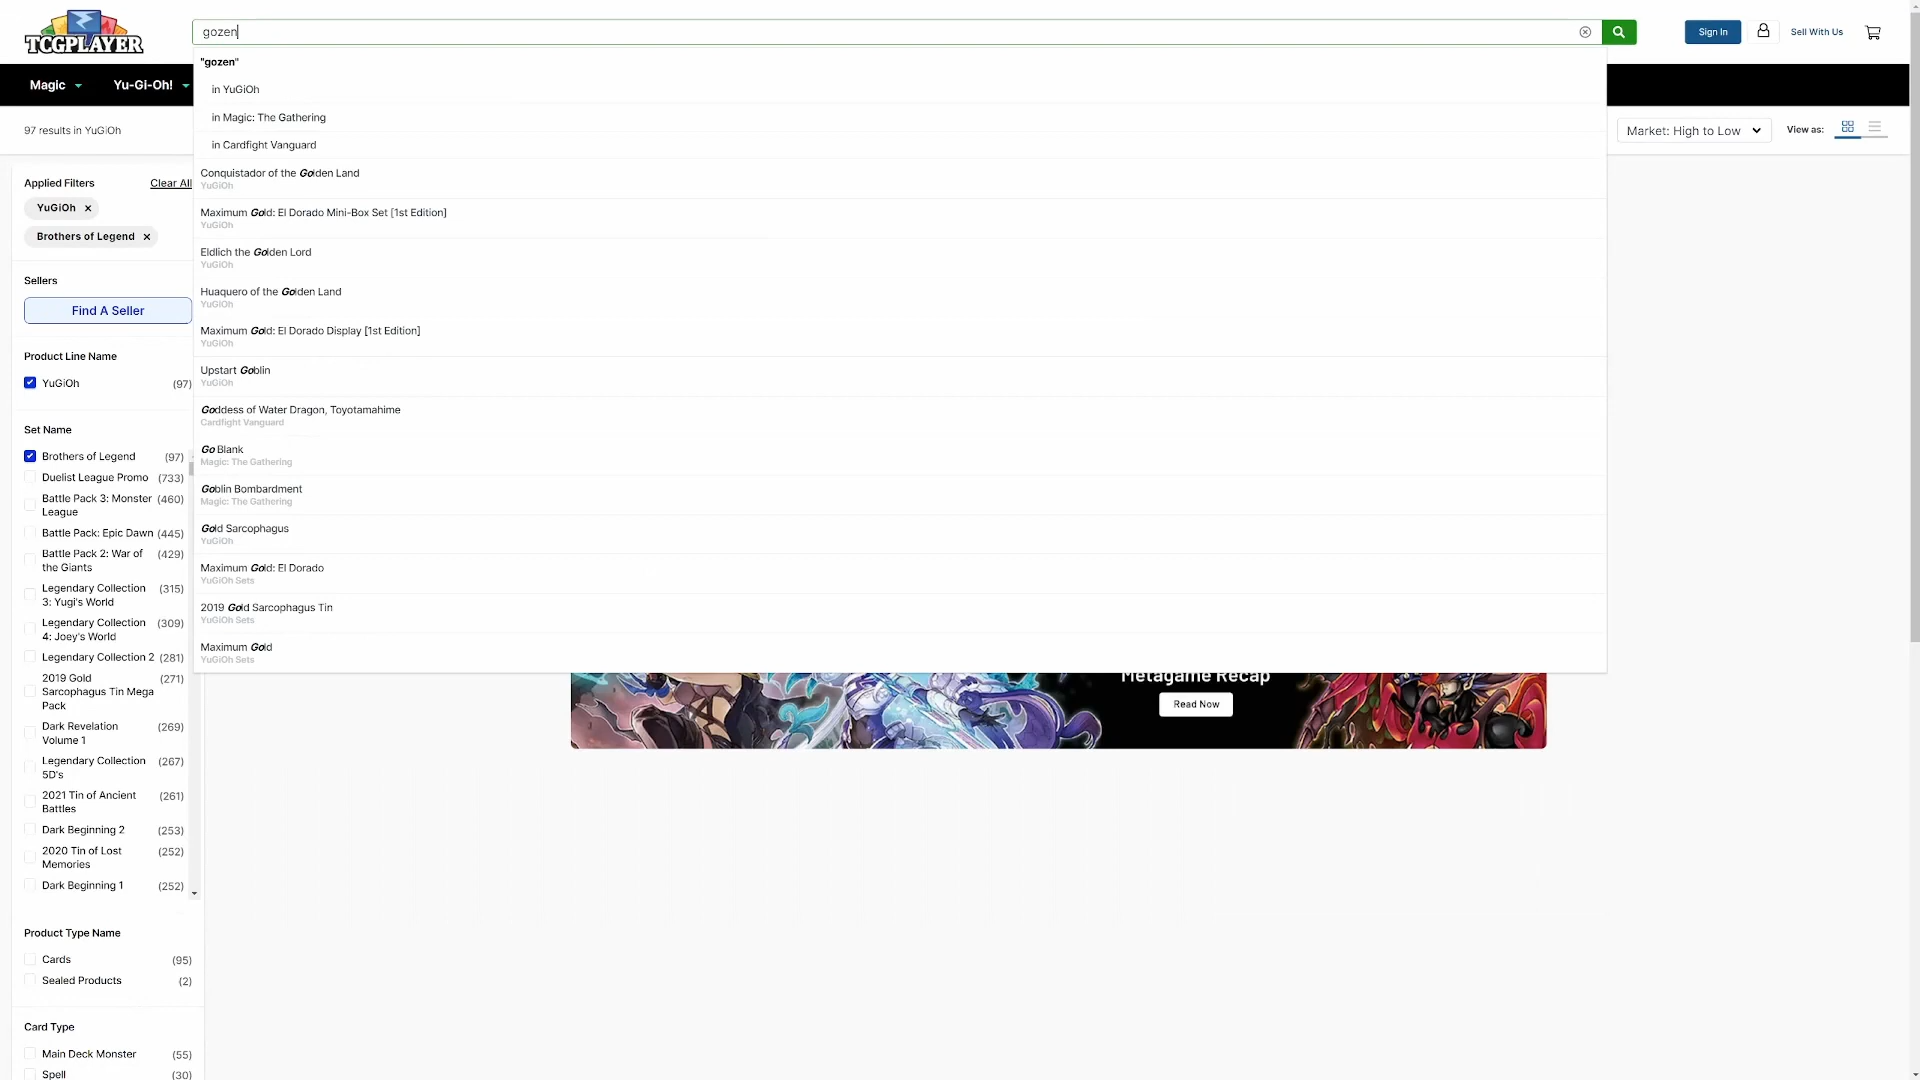 TCGPLAYER
gozen
Sign In
Sell With Us
Magic
Yu-Gi-Oh!
"gozen"
in YuGiOh
in Magic: The Gathering
in Cardfight Vanguard
Conquistador of the Golden Land
YuGiOh
Maximum Gold: El Dorado Mini-Box Set [1st Edition]
YuGiOh
Eldlich the Golden Lord
YuGiOh
Huaquero of the Golden Land
YuGiOh
Maximum Gold: El Dorado Display [1st Edition]
YuGiOh
Upstart Goblin
YuGiOh
Goddess of Water Dragon, Toyotamahime
Cardfight Vanguard
Go Blank
Magic: The Gathering
Goblin Bombardment
Magic: The Gathering
Gold Sarcophagus
YuGiOh
Maximum Gold: El Dorado
YuGiOh Sets
2019 Gold Sarcophagus Tin
YuGiOh Sets
Maximum Gold
YuGiOh Sets
97 results in YuGiOh
Market: High to Low
View as:
Applied Filters
Clear All
YuGiOh
Brothers of Legend
Sellers
Find A Seller
Product Line Name
YuGiOh (97)
Set Name
Brothers of Legend (97)
Duelist League Promo (733)
Battle Pack 3: Monster (460)
League
Battle Pack: Epic Dawn (445)
Battle Pack 2: War of (429)
the Giants
Legendary Collection (315)
3: Yugi's World
Legendary Collection (309)
4: Joey's World
Legendary Collection 2 (281)
2019 Gold (271)
Sarcophagus Tin Mega
Pack
Dark Revelation (269)
Volume 1
Legendary Collection (267)
5D's
2021 Tin of Ancient (261)
Battles
Dark Beginning 2 (253)
2020 Tin of Lost (252)
Memories
Dark Beginning 1 (252)
Product Type Name
Cards (95)
Sealed Products (2)
Card Type
Main Deck Monster (55)
Spell (30)
Metagame Recap
Read Now